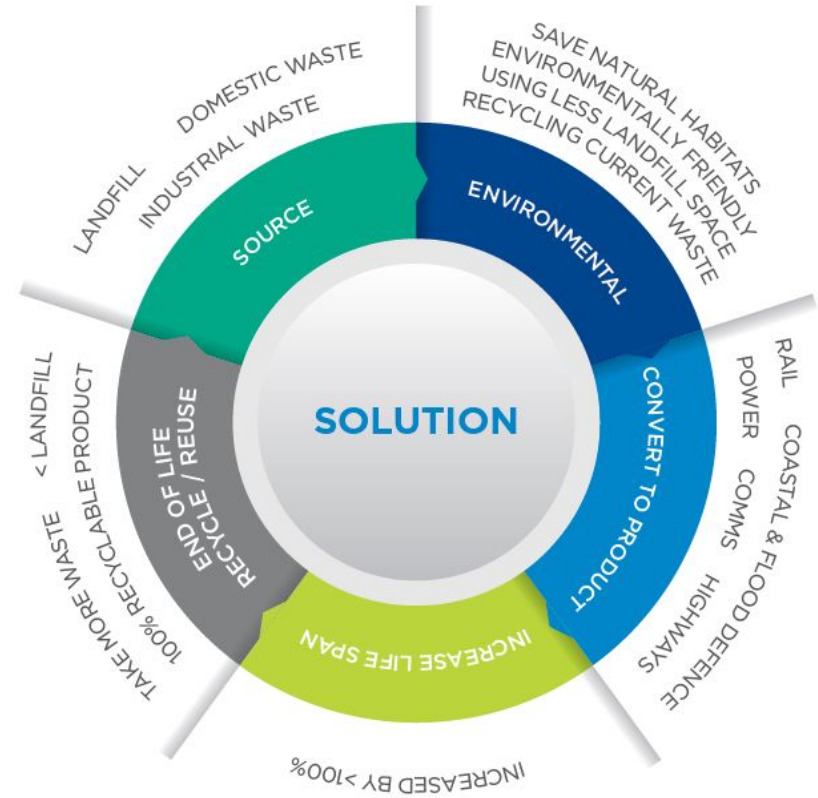 DOMESTIC WASTE
LANDFILL INDUSTRIAL WASTE
SOURCE
SAVE NATURAL HABITATS
ENVIRONMENTALLY FRIENDLY
USING LESS LANDFILL SPACE
RECYCLING CURRENT WASTE
ENVIRONMENTAL
RAIL COASTAL & FLOOD DEFENCE
POWER COMMS HIGHWAYS
CONVERT TO PRODUCT
INCREASE LIFE SPAN
INCREASED BY >100%
END OF LIFE
RECYCLE / REUSE
TAKE MORE WASTE < LANDFILL
100% RECYCLABLE PRODUCT
SOLUTION